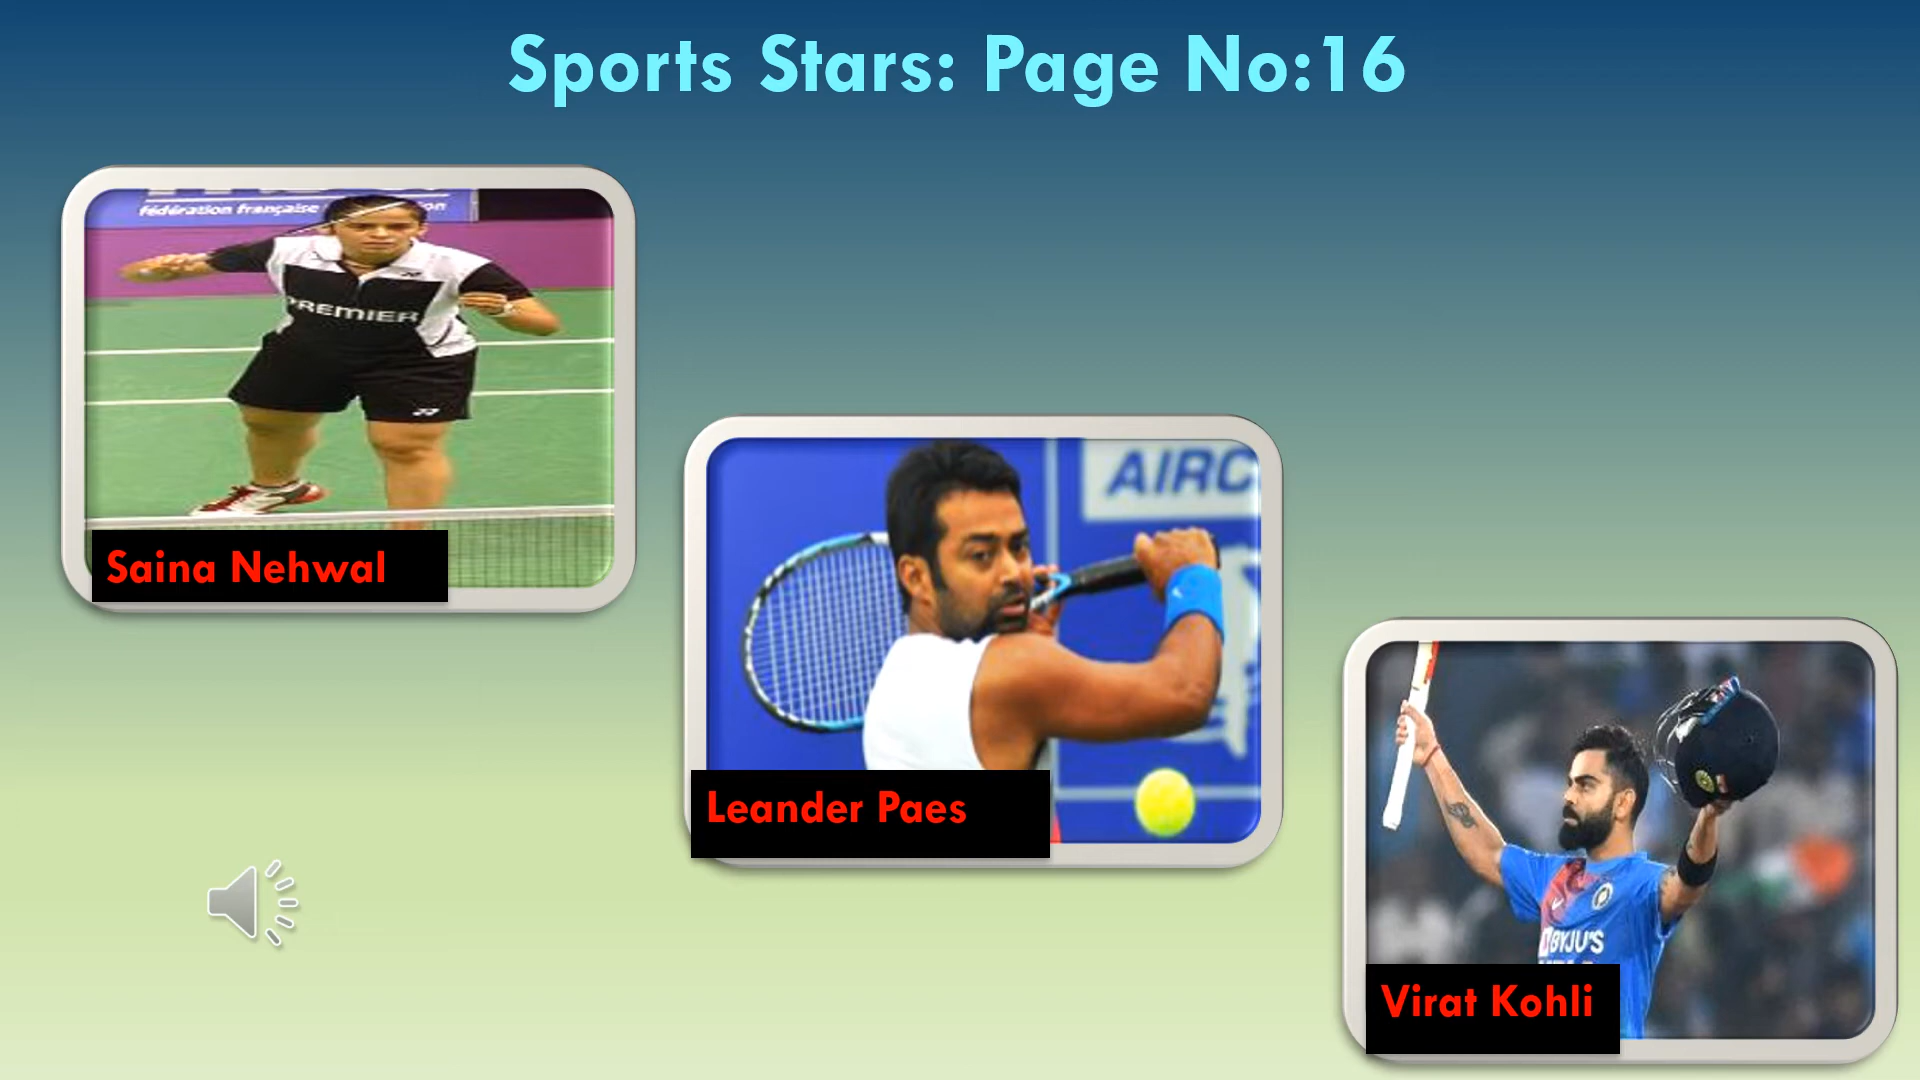 Sports Stars: Page No:16
fédération française
PREMIER
Saina Nehwal
AIRC
Leander Paes
BYJU'S
Virat Kohli